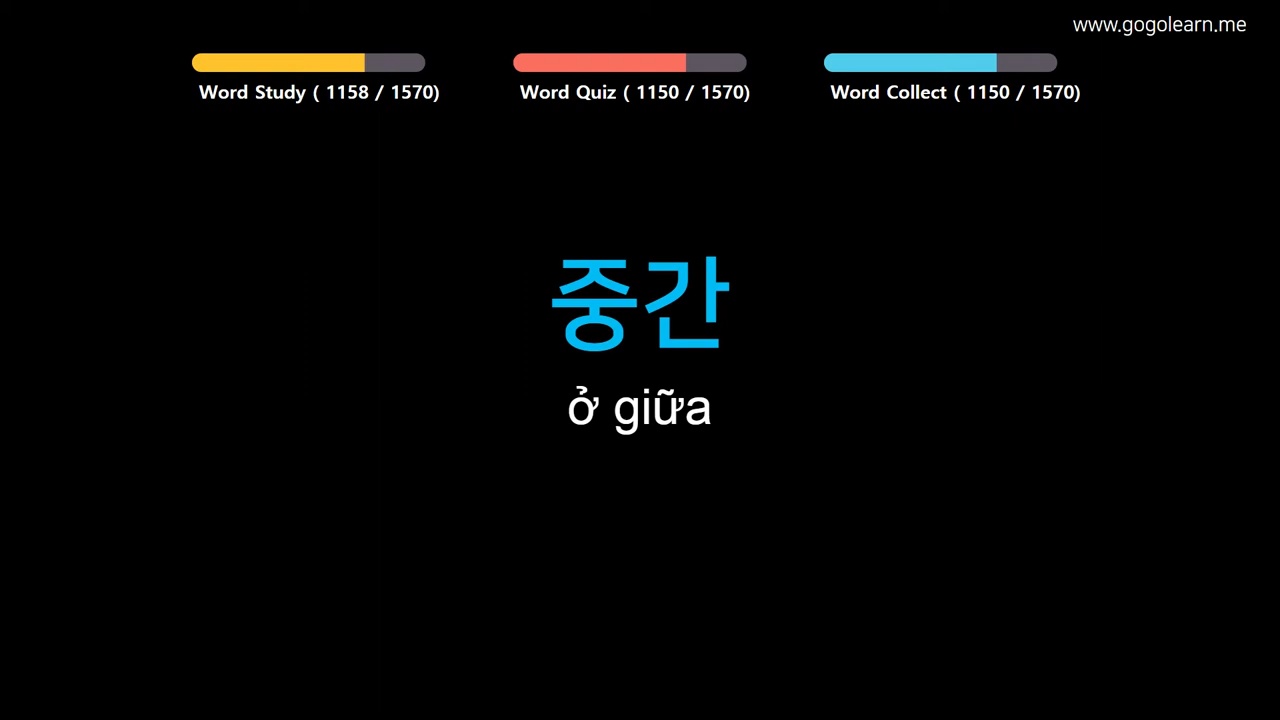 www.gogolearn.me
Word Study ( 1158 / 1570)
Word Quiz ( 1150 / 1570)
Word Collect ( 1150 / 1570)
중간
ở giữa